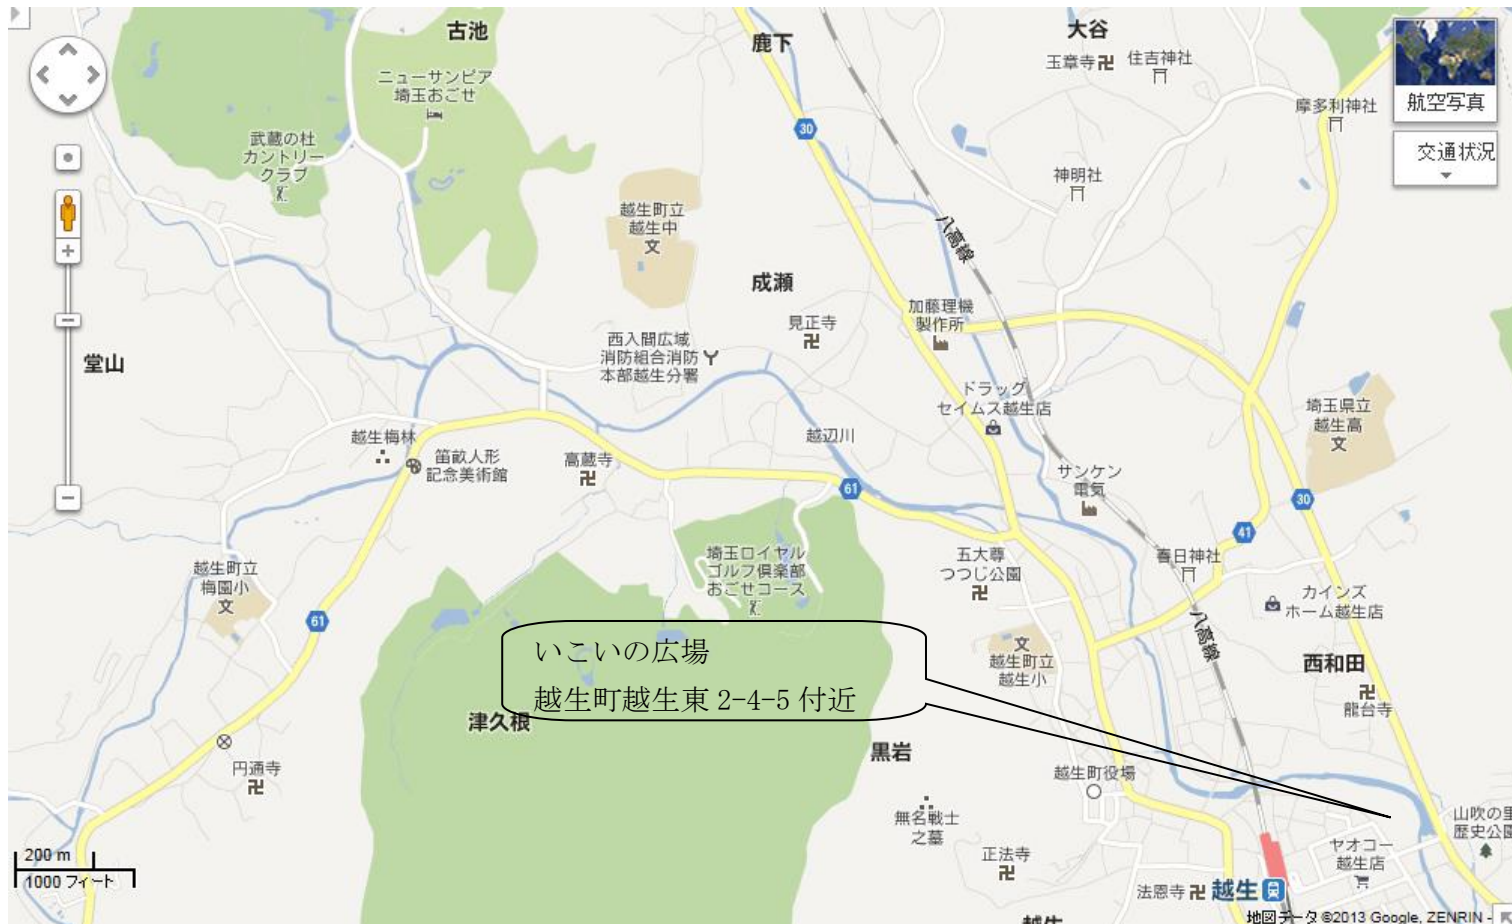 古池
鹿下
大谷
玉章寺
住吉神社
航空写真
交通状況
ニューサンピア
埼玉おごせ
摩多利神社
武蔵の杜
カントリー
クラブ
30
神明社
越生町立
越生中
文
八高線
成瀬
加藤理機
製作所
見正寺
西入間広域
消防組合消防
本部越生分署
堂山
ドラッグ
セイムス越生店
埼玉県立
越生高
文
越生梅林
越辺川
笛畝人形
記念美術館
高蔵寺
サンケン
電気
61
30
41
埼玉ロイヤル
ゴルフ倶楽部
おごせコース
五大尊
つつじ公園
春日神社
越生町立
梅園小
文
カインズ
ホーム越生店
61
八高線
いこいの広場
越生町越生東 2-4-5 付近
文
越生町立
越生小
西和田
龍台寺
津久根
黒岩
円通寺
越生町役場
無名戦士
之墓
山吹の里
歴史公園
正法寺
ヤオコー
越生店
200 m
1000 フィート
法恩寺
越生
越生
地図データ ©2013 Google, ZENRIN -